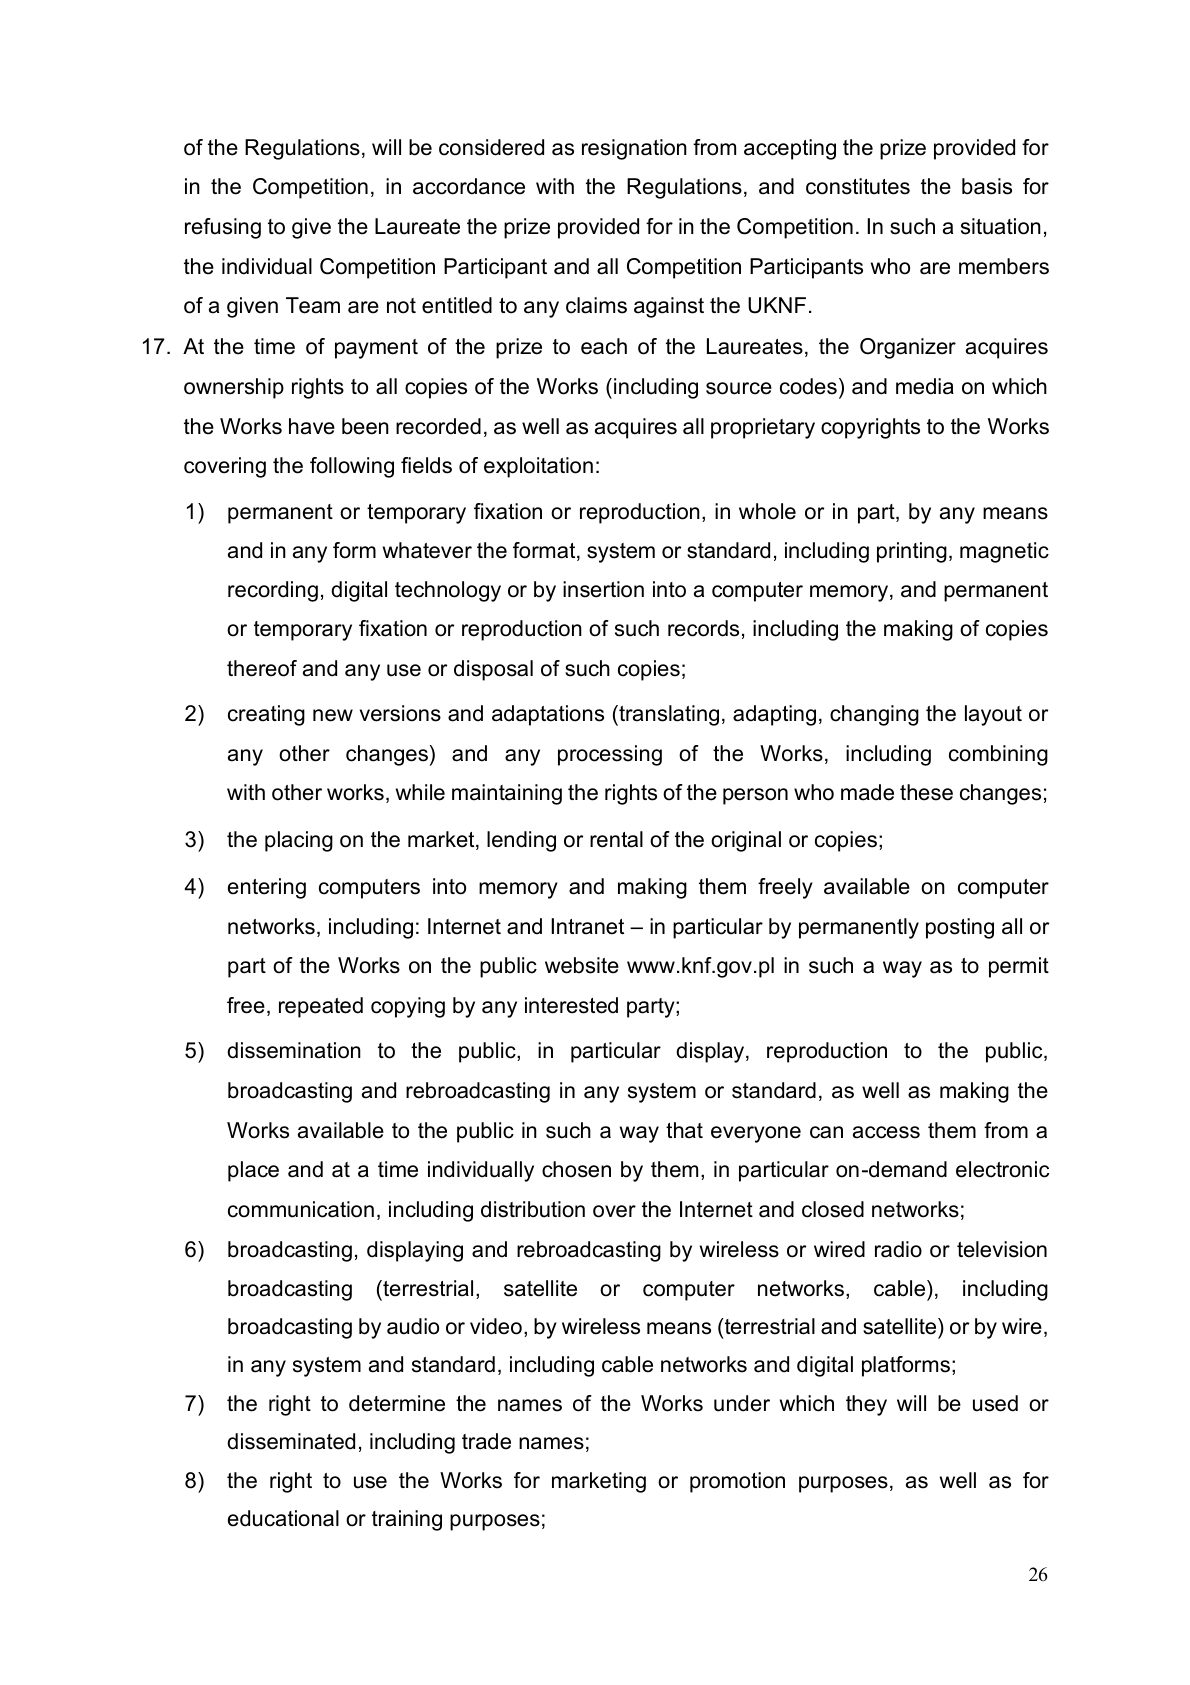 of the Regulations, will be considered as resignation from accepting the prize provided for
in the Competition, in accordance with the Regulations, and constitutes the basis for
refusing to give the Laureate the prize provided for in the Competition. In such a situation,
the individual Competition Participant and all Competition Participants who are members
of a given Team are not entitled to any claims against the UKNF.
17. At the time of payment of the prize to each of the Laureates, the Organizer acquires
ownership rights to all copies of the Works (including source codes) and media on which
the Works have been recorded, as well as acquires all proprietary copyrights to the Works
covering the following fields of exploitation:
1) permanent or temporary fixation or reproduction, in whole or in part, by any means
and in any form whatever the format, system or standard, including printing, magnetic
recording, digital technology or by insertion into a computer memory, and permanent
or temporary fixation or reproduction of such records, including the making of copies
thereof and any use or disposal of such copies;
2) creating new versions and adaptations (translating, adapting, changing the layout or
any other changes) and any processing of the Works, including combining
with other works, while maintaining the rights of the person who made these changes;
3) the placing on the market, lending or rental of the original or copies;
4) entering computers into memory and making them freely available on computer
networks, including: Internet and Intranet – in particular by permanently posting all or
part of the Works on the public website www.knf.gov.pl in such a way as to permit
free, repeated copying by any interested party;
5) dissemination to the public, in particular display, reproduction to the public,
broadcasting and rebroadcasting in any system or standard, as well as making the
Works available to the public in such a way that everyone can access them from a
place and at a time individually chosen by them, in particular on-demand electronic
communication, including distribution over the Internet and closed networks;
6) broadcasting, displaying and rebroadcasting by wireless or wired radio or television
broadcasting (terrestrial, satellite or computer networks, cable), including
broadcasting by audio or video, by wireless means (terrestrial and satellite) or by wire,
in any system and standard, including cable networks and digital platforms;
7) the right to determine the names of the Works under which they will be used or
disseminated, including trade names;
8) the right to use the Works for marketing or promotion purposes, as well as for
educational or training purposes;
26